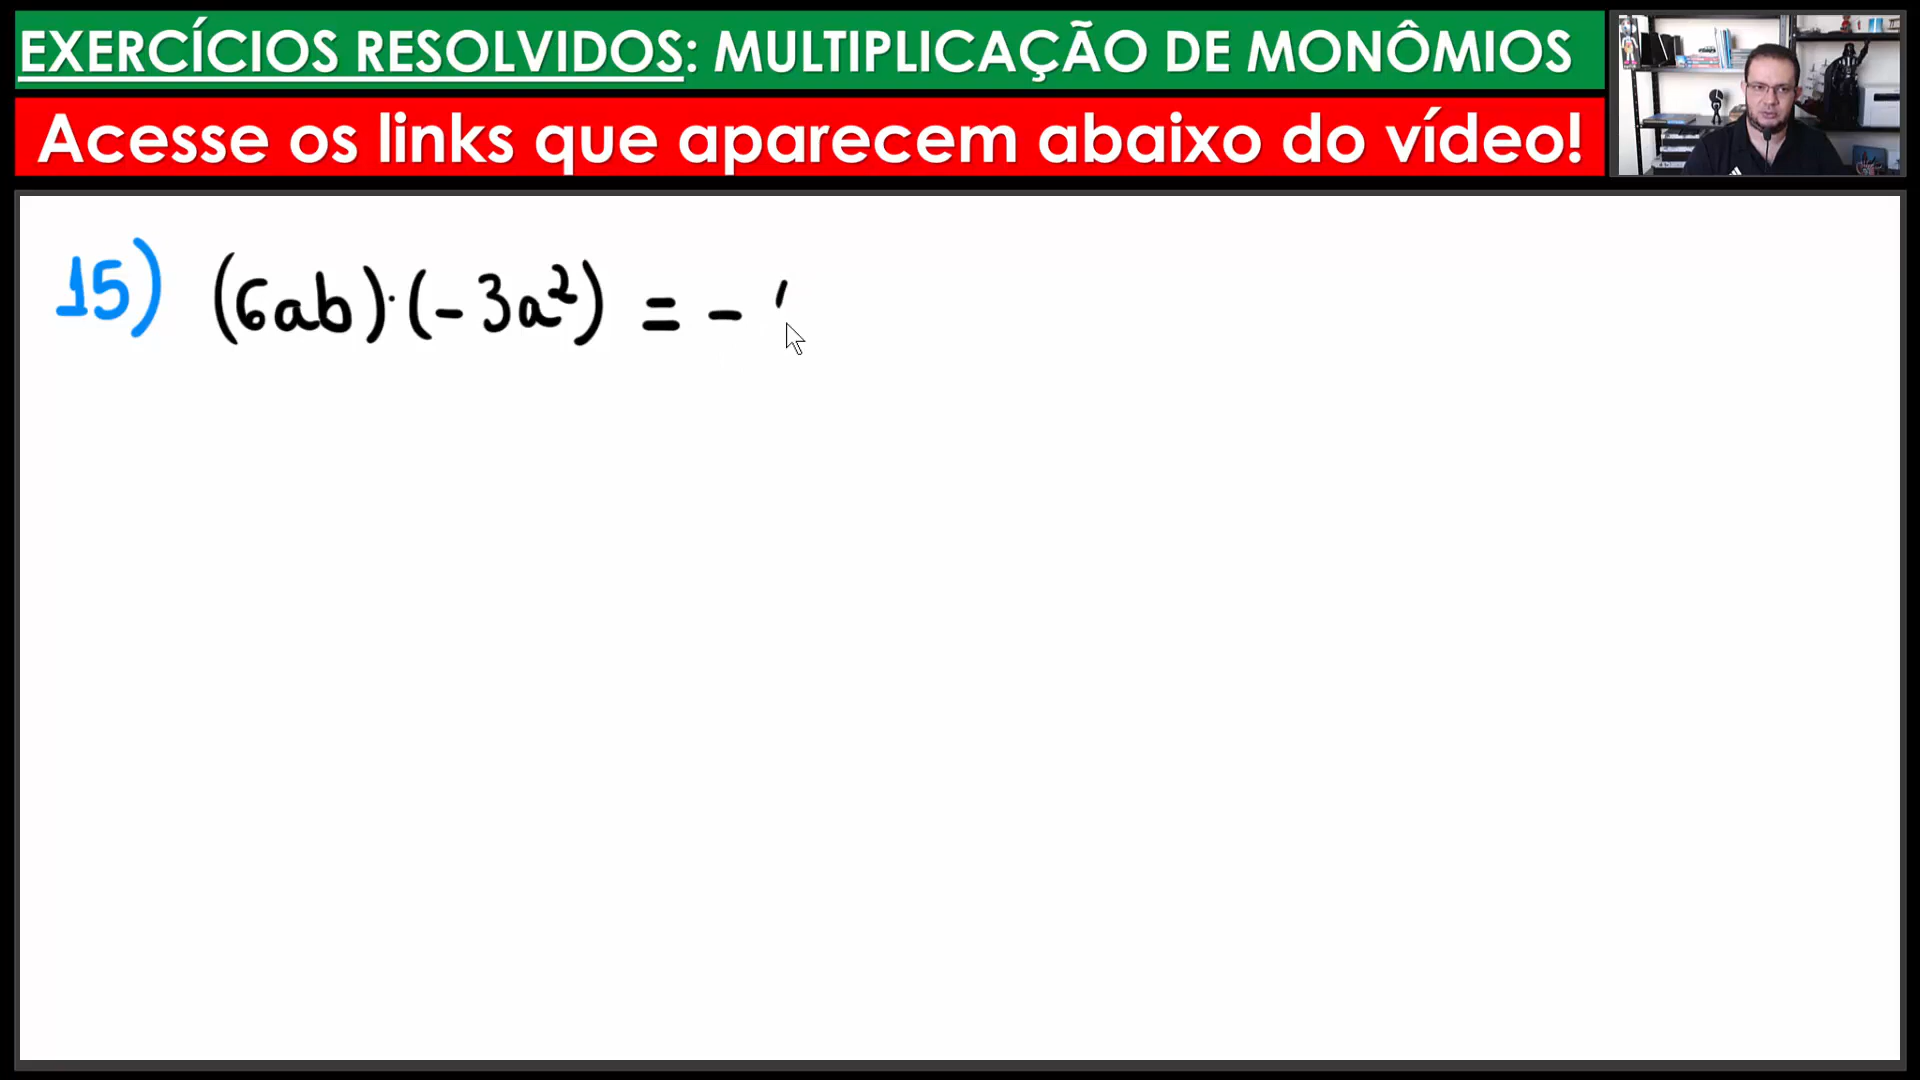 EXERCÍCIOS RESOLVIDOS: MULTIPLICAÇÃO DE MONÔMIOS
Acesse os links que aparecem abaixo do vídeo!
15) (6ab)·(-3a²) = -